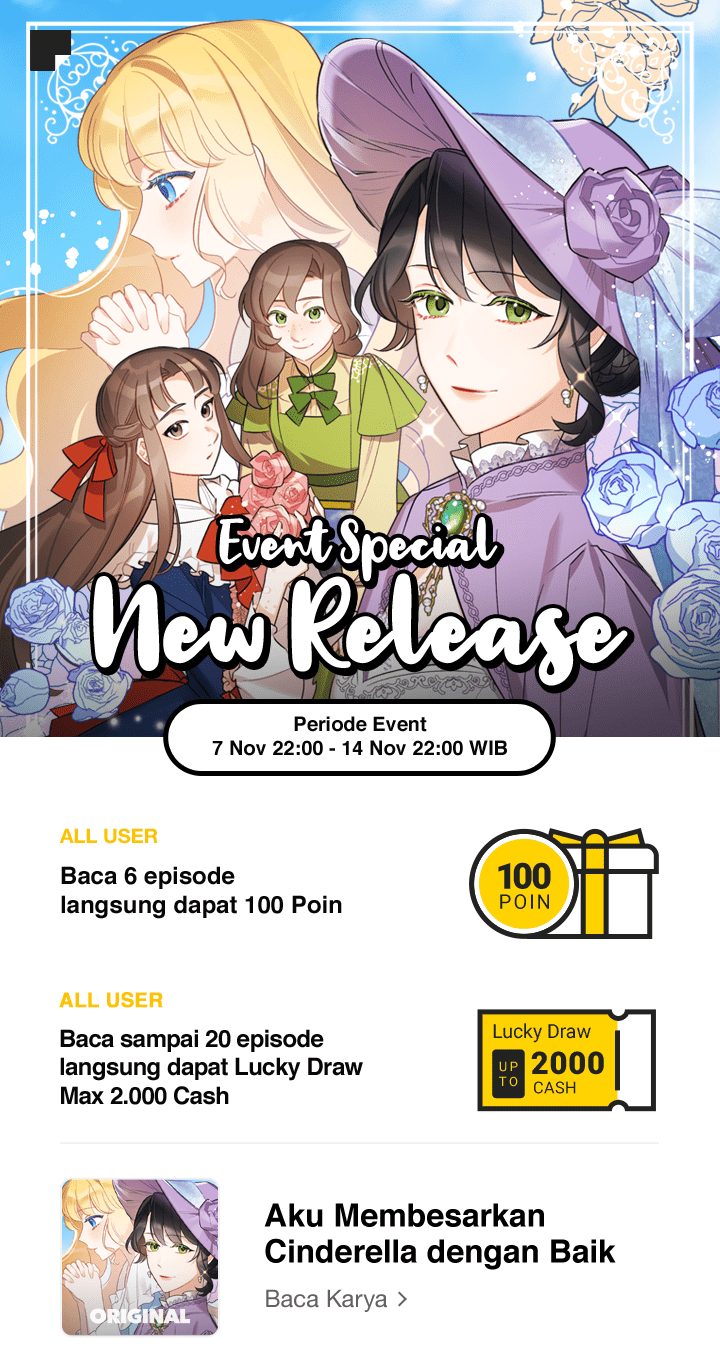 Event Special
New Release
Periode Event
7 Nov 22:00 - 14 Nov 22:00 WIB
ALL USER
Baca 6 episode
langsung dapat 100 Poin
100
POIN
ALL USER
Baca sampai 20 episode
langsung dapat Lucky Draw
Max 2.000 Cash
Lucky Draw
UP
TO
2000
CASH
ORIGINAL
Aku Membesarkan
Cinderella dengan Baik
Baca Karya >